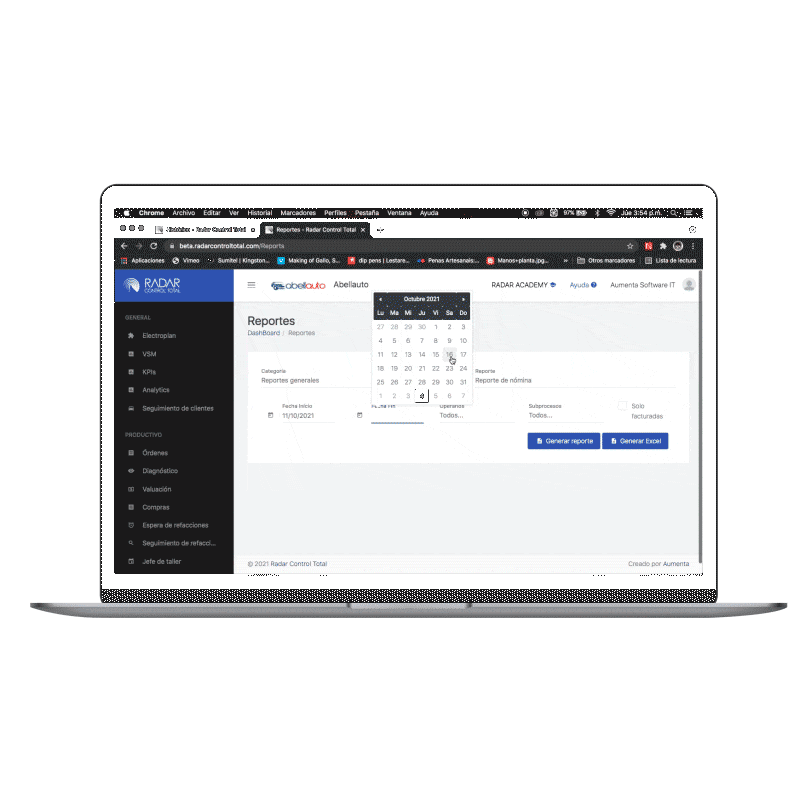 Chrome Archivo Editar Ver Historial Marcadores Perfiles Pestaña Ventana Ayuda 97% Jue 3:54 p.m.
Reportes - Radar Control Total
beta.radarcontroltotal.com/Reports
Aplicaciones Vimeo Sumitel | Kingston... Making of Gallo, S... dip pens | Lestare... Penas Artesanais:... Manos+planta.jpg... » Otros marcadores Lista de lectura
RADAR
CONTROL TOTAL
abellauto Abellauto RADAR ACADEMY Ayuda Aumenta Software IT
GENERAL
Electroplan
VSM
KPIs
Analytics
Seguimiento de clientes
PRODUCTIVO
Órdenes
Diagnóstico
Valuación
Compras
Espera de refacciones
Seguimiento de refacci...
Jefe de taller
Reportes
DashBoard / Reportes
« Octubre 2021 »
Lu Ma Mi Ju Vi Sa Do
27 28 29 30 1 2 3
4 5 6 7 8 9 10
11 12 13 14 15 16 17
18 19 20 21 22 23 24
25 26 27 28 29 30 31
1 2 3 4 5 6 7
Categoría
Reportes generales
Reporte
Reporte de nómina
Fecha Inicio
11/10/2021
Fecha Fin
Operarios
Todos...
Subprocesos
Todos...
Solo
facturadas
Generar reporte Generar Excel
© 2021 Radar Control Total Creado por Aumenta